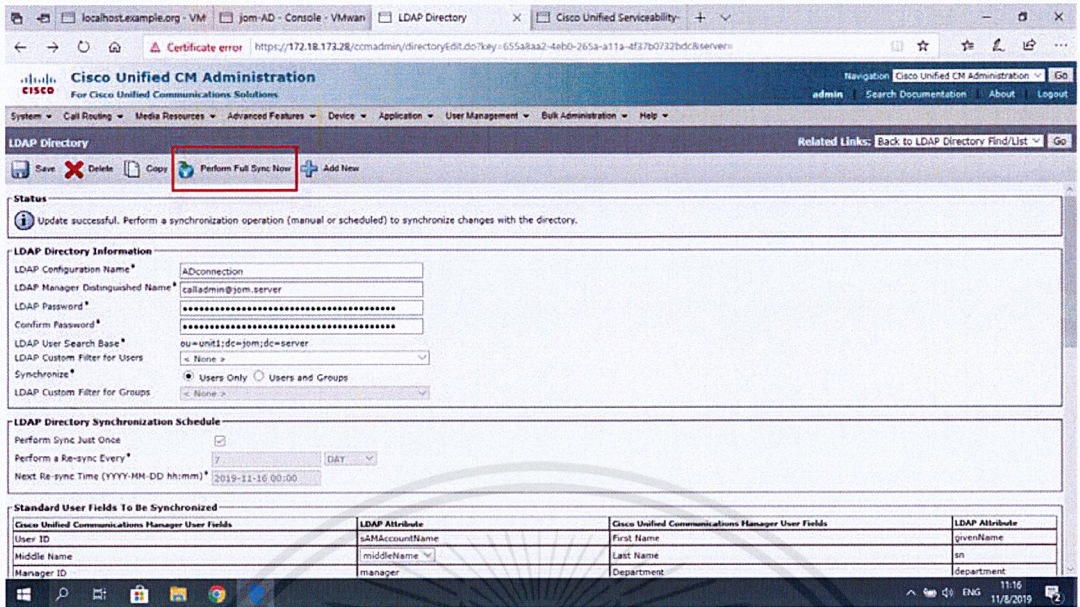 localhost.example.org - VM
jom-AD - Console - VMwan
LDAP Directory
Cisco Unified Serviceability-
Certificate error
https://172.18.173.28/ccmadmin/directoryEdit.do?key=655a8aa2-4eb0-265a-a11a-4f37b0732bdc&server=
cisco
Cisco Unified CM Administration
For Cisco Unified Communications Solutions
Navigation Cisco Unified CM Administration Go
admin Search Documentation About Logout
System Call Routing Media Resources Advanced Features Device Application User Management Bulk Administration Help
LDAP Directory
Related Links: Back to LDAP Directory Find/List Go
Save Delete Copy Perform Full Sync Now Add New
Status
Update successful. Perform a synchronization operation (manual or scheduled) to synchronize changes with the directory.
LDAP Directory Information
LDAP Configuration Name* ADconnection
LDAP Manager Distinguished Name* calladmin@jom.server
LDAP Password*
Confirm Password*
LDAP User Search Base* ou=unit1;dc=jom;dc=server
LDAP Custom Filter for Users < None >
Synchronize* Users Only Users and Groups
LDAP Custom Filter for Groups < None >
LDAP Directory Synchronization Schedule
Perform Sync Just Once
Perform a Re-sync Every* 7 DAY
Next Re-sync Time (YYYY-MM-DD hh:mm)* 2019-11-16 00:00
Standard User Fields To Be Synchronized
Cisco Unified Communications Manager User Fields LDAP Attribute Cisco Unified Communications Manager User Fields LDAP Attribute
User ID sAMAccountName First Name givenName
Middle Name middleName Last Name sn
Manager ID manager Department department
ENG
11:16
11/8/2019
2